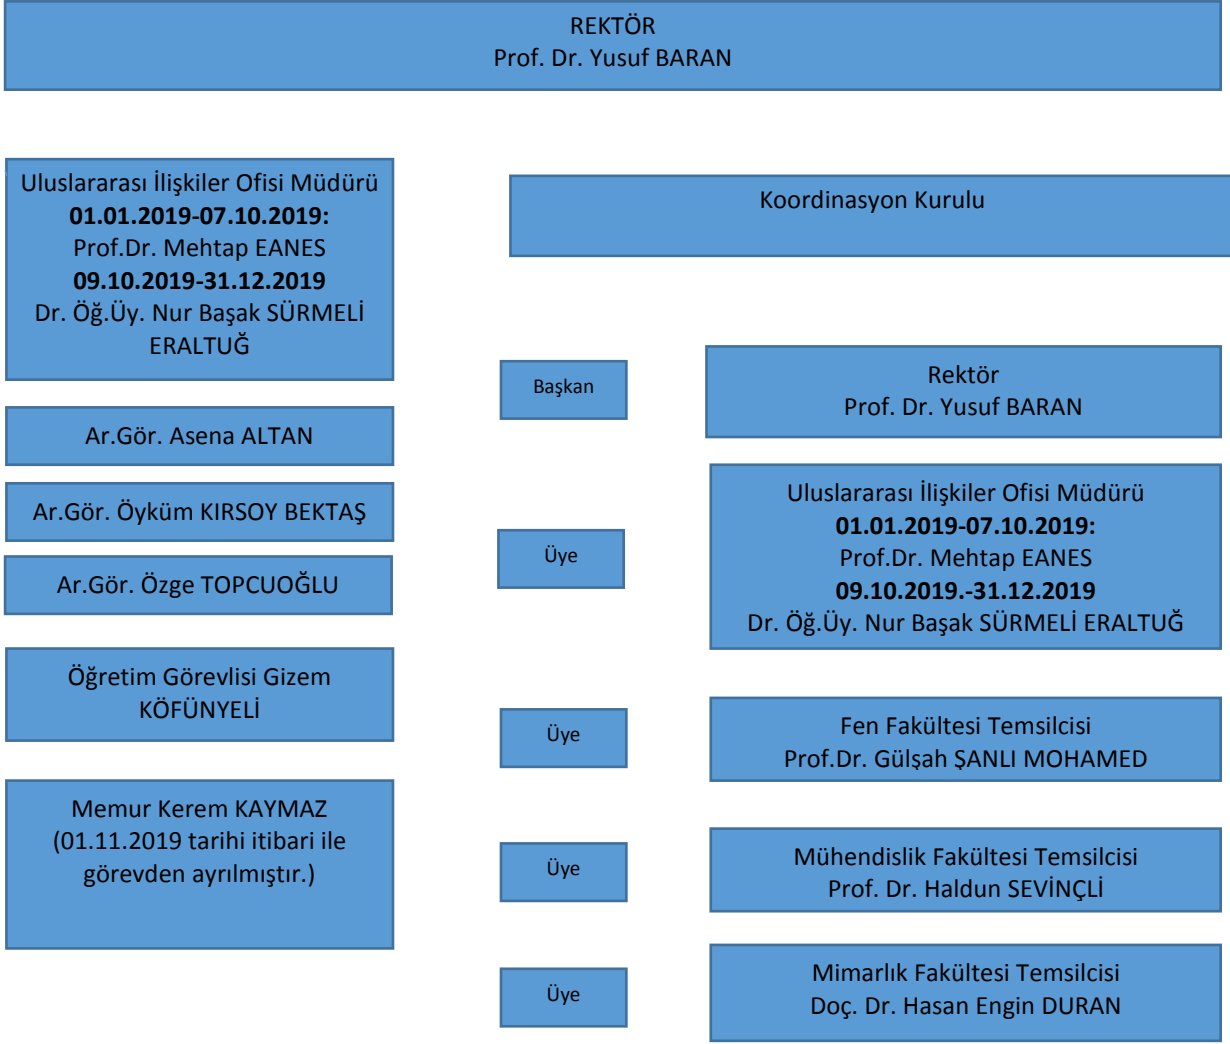 REKTÖR
Prof. Dr. Yusuf BARAN
Uluslararası İlişkiler Ofisi Müdürü
01.01.2019-07.10.2019:
Prof.Dr. Mehtap EANES
09.10.2019-31.12.2019
Dr. Öğ.Üy. Nur Başak SÜRMELİ
ERALTUĞ
Ar.Gör. Asena ALTAN
Ar.Gör. Öyküm KIRSOY BEKTAŞ
Ar.Gör. Özge TOPCUOĞLU
Öğretim Görevlisi Gizem
KÖFÜNYELİ
Memur Kerem KAYMAZ
(01.11.2019 tarihi itibari ile
görevden ayrılmıştır.)
Koordinasyon Kurulu
Başkan
Rektör
Prof. Dr. Yusuf BARAN
Üye
Uluslararası İlişkiler Ofisi Müdürü
01.01.2019-07.10.2019:
Prof.Dr. Mehtap EANES
09.10.2019.-31.12.2019
Dr. Öğ.Üy. Nur Başak SÜRMELİ ERALTUĞ
Üye
Fen Fakültesi Temsilcisi
Prof.Dr. Gülşah ŞANLI MOHAMED
Üye
Mühendislik Fakültesi Temsilcisi
Prof. Dr. Haldun SEVİNÇLİ
Üye
Mimarlık Fakültesi Temsilcisi
Doç. Dr. Hasan Engin DURAN